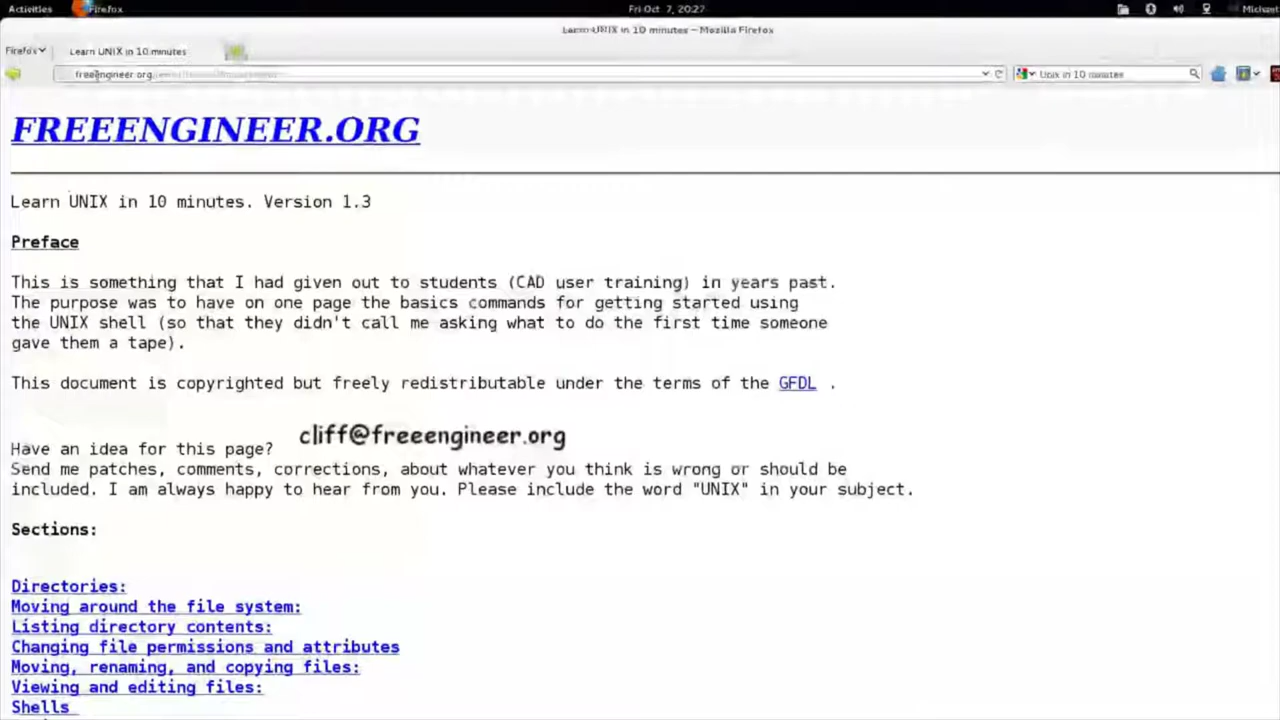 Activities Firefox Fri Oct 7, 20:27 Michael
Learn UNIX in 10 minutes - Mozilla Firefox
Firefox Learn UNIX in 10 minutes
freeengineer.org Unix in 10 minutes
FREEENGINEER.ORG
Learn UNIX in 10 minutes. Version 1.3
Preface
This is something that I had given out to students (CAD user training) in years past.
The purpose was to have on one page the basics commands for getting started using
the UNIX shell (so that they didn't call me asking what to do the first time someone
gave them a tape).
This document is copyrighted but freely redistributable under the terms of the GFDL .
cliff@freeengineer.org
Have an idea for this page?
Send me patches, comments, corrections, about whatever you think is wrong or should be
included. I am always happy to hear from you. Please include the word "UNIX" in your subject.
Sections:
Directories:
Moving around the file system:
Listing directory contents:
Changing file permissions and attributes
Moving, renaming, and copying files:
Viewing and editing files:
Shells